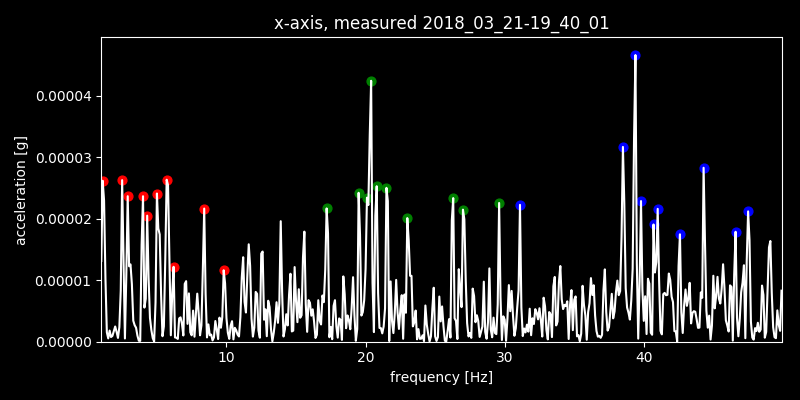 x-axis, measured 2018_03_21-19_40_01
acceleration [g]
0.00004
0.00003
0.00002
0.00001
0.00000
10 20 30 40
frequency [Hz]